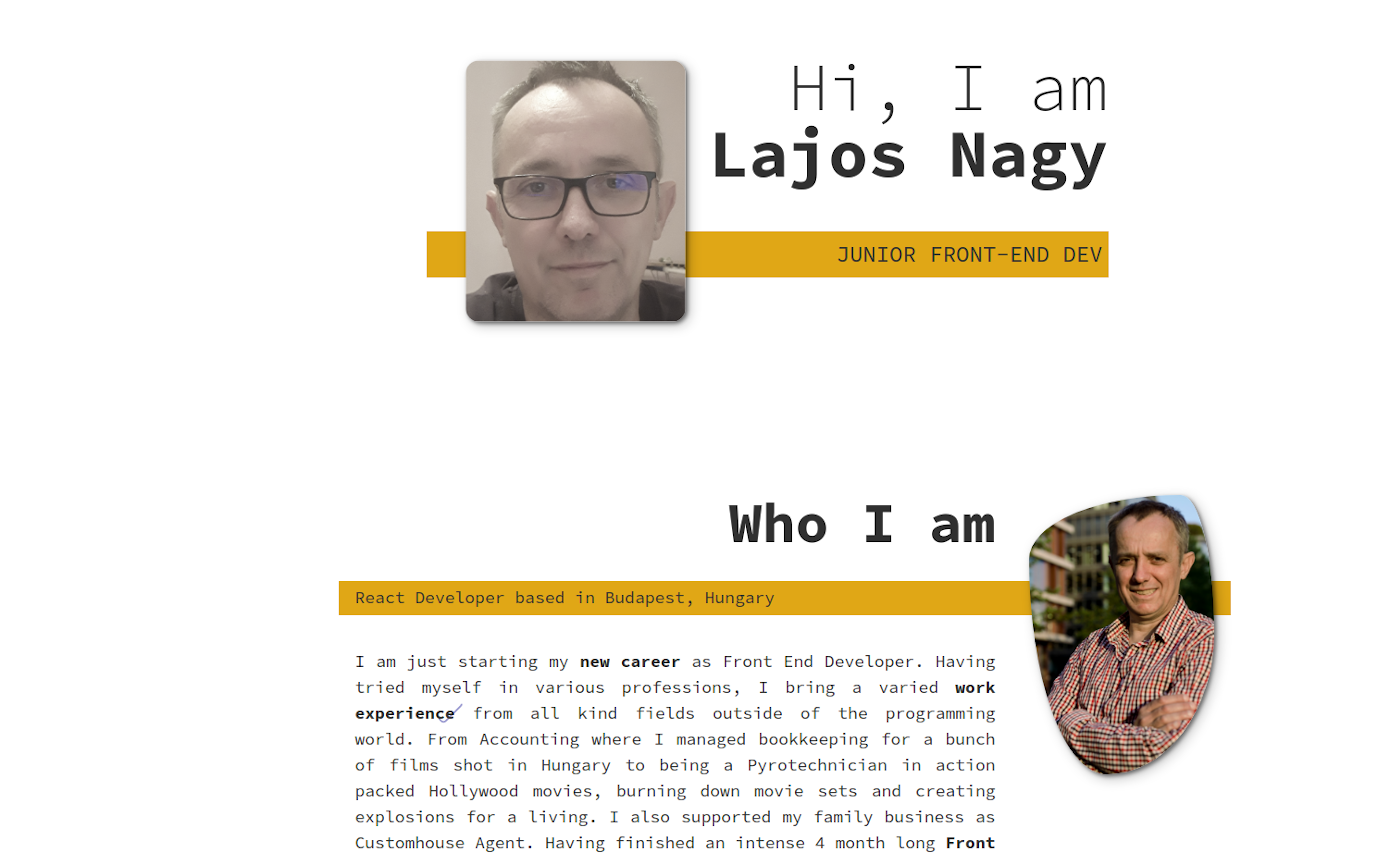 Hi, I am
Lajos Nagy
JUNIOR FRONT-END DEV
Who I am
React Developer based in Budapest, Hungary
I am just starting my new career as Front End Developer. Having
tried myself in various professions, I bring a varied work
experience from all kind fields outside of the programming
world. From Accounting where I managed bookkeeping for a bunch
of films shot in Hungary to being a Pyrotechnician in action
packed Hollywood movies, burning down movie sets and creating
explosions for a living. I also supported my family business as
Customhouse Agent. Having finished an intense 4 month long Front